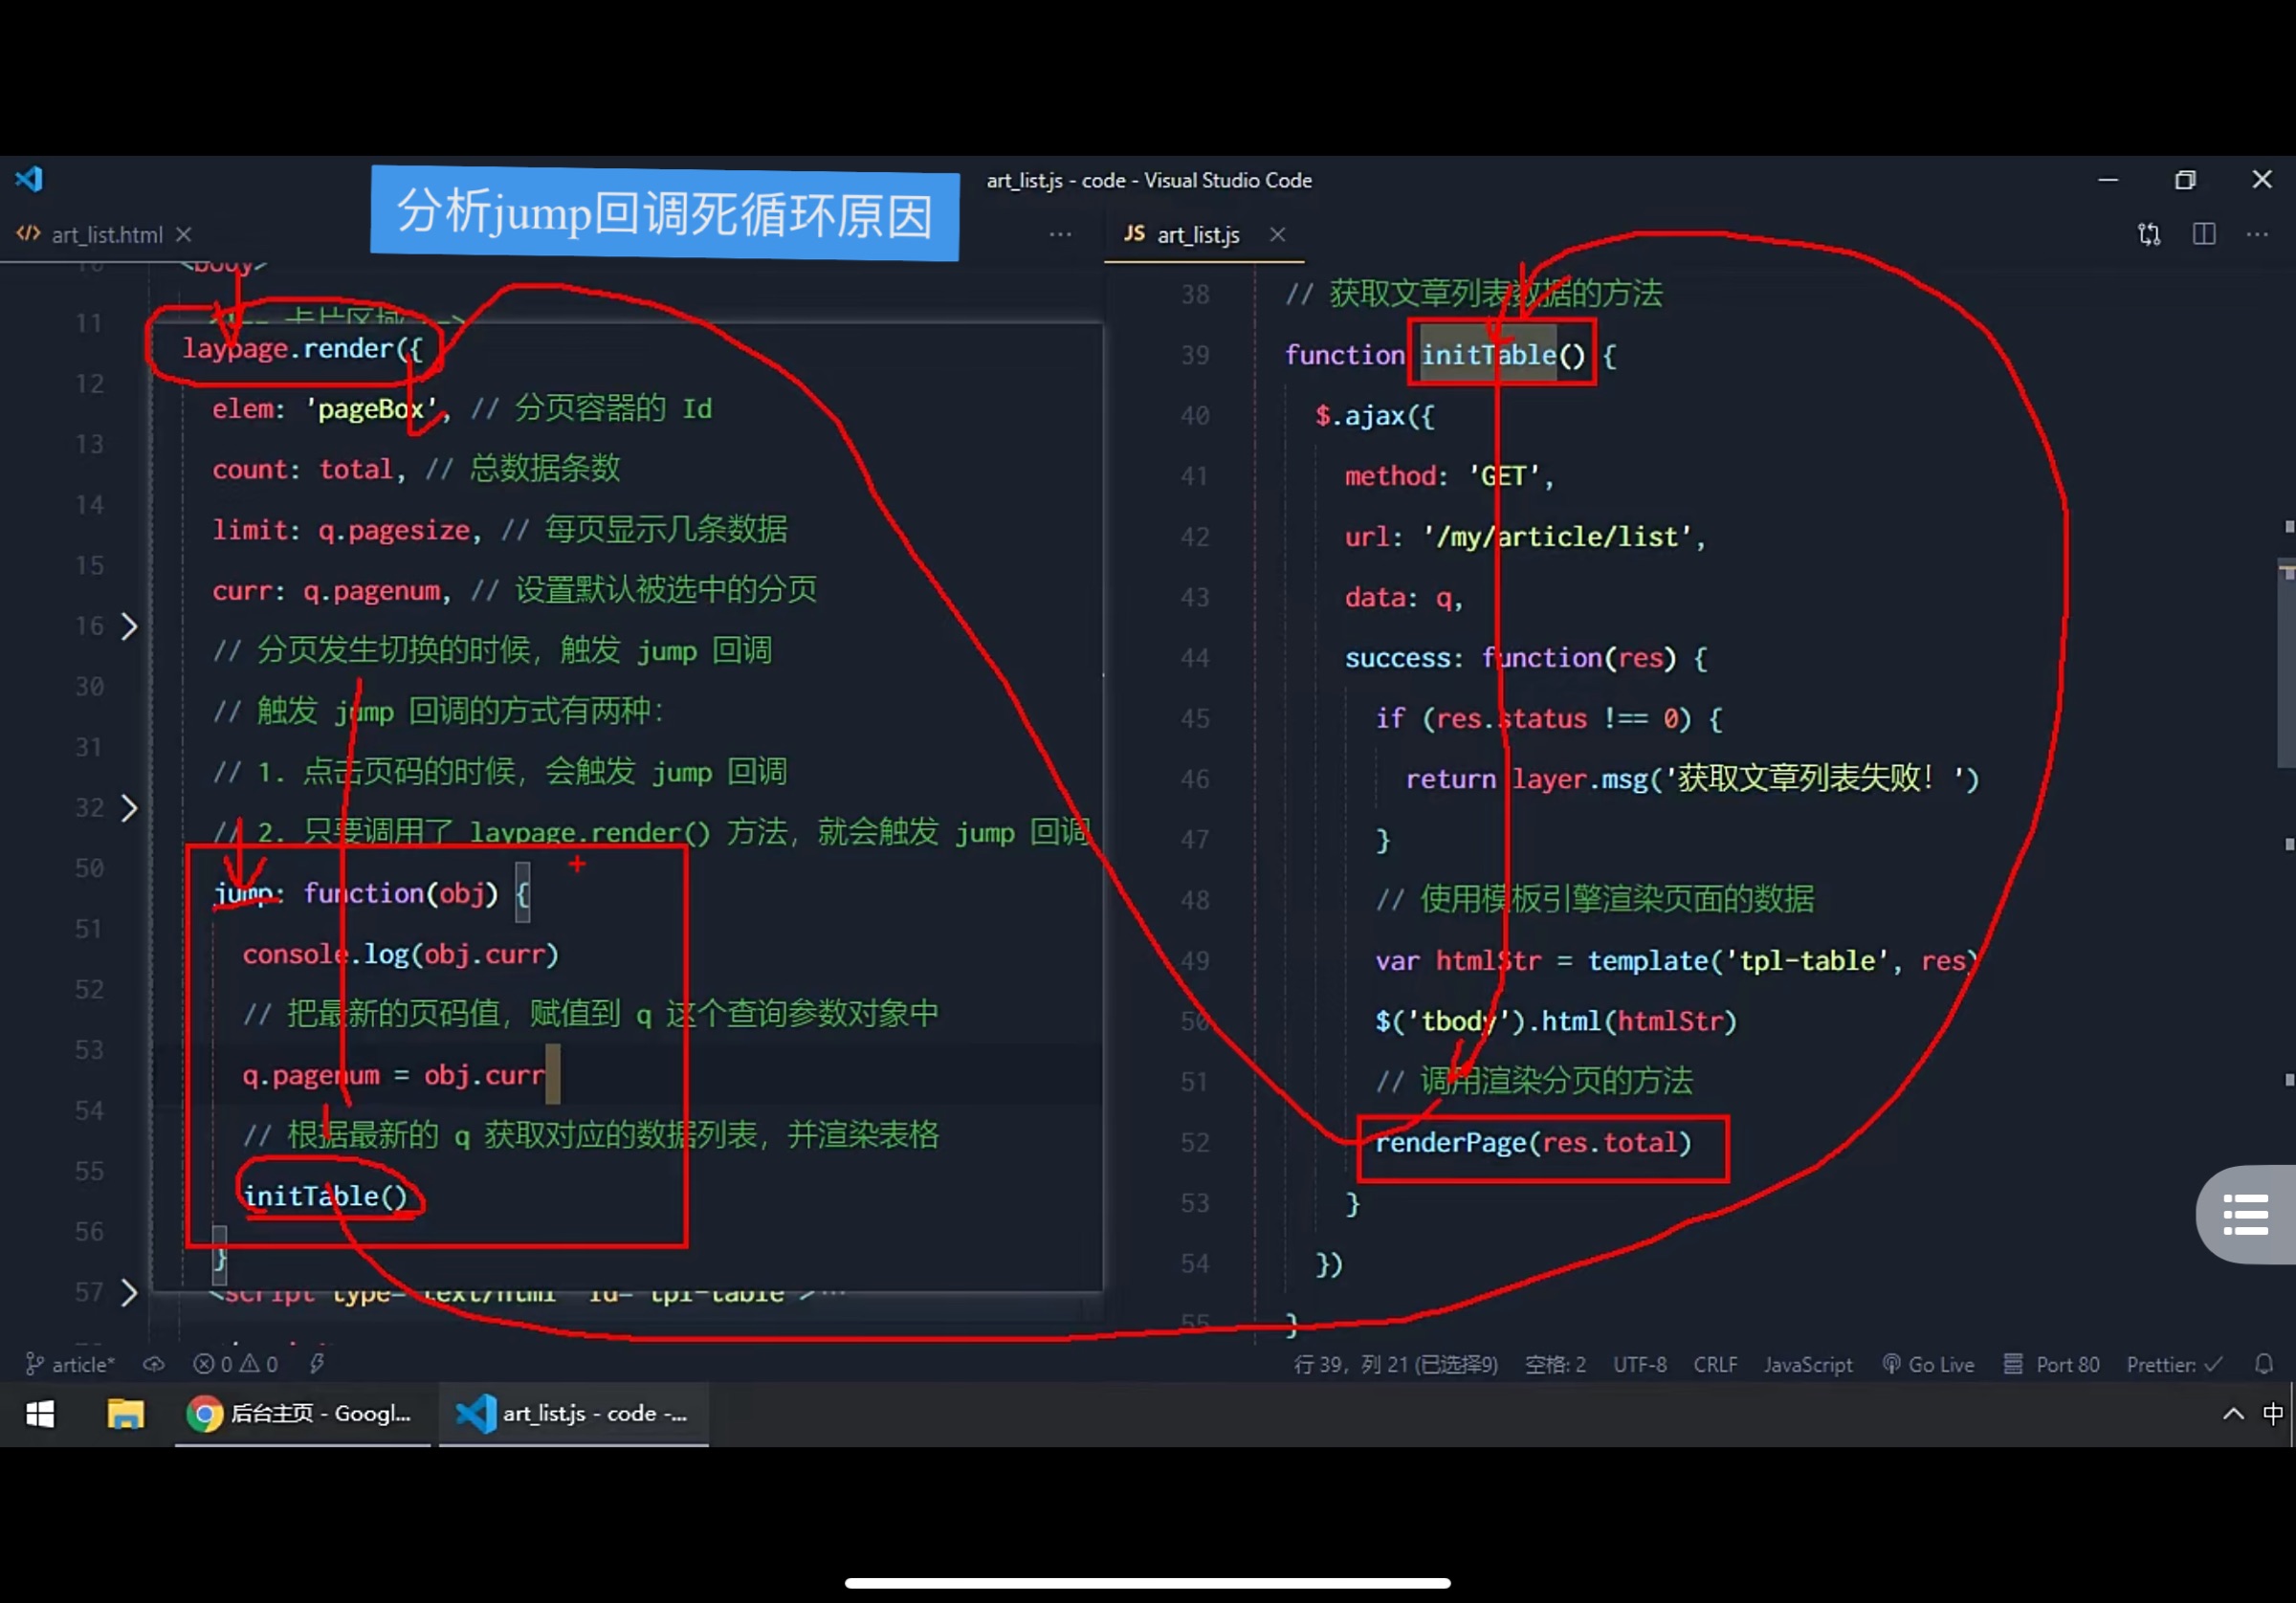 art_list.js - code - Visual Studio Code
分析jump回调死循环原因
art_list.html
JS art_list.js
10 <body>
11 <!-- 卡片区域 -->
laypage.render({
12
elem: 'pageBox', // 分页容器的 Id
13
count: total, // 总数据条数
14
limit: q.pagesize, // 每页显示几条数据
15
curr: q.pagenum, // 设置默认被选中的分页
16
// 分页发生切换的时候，触发 jump 回调
30
// 触发 jump 回调的方式有两种：
31
// 1. 点击页码的时候，会触发 jump 回调
32
// 2. 只要调用了 laypage.render() 方法，就会触发 jump 回调
50
jump: function(obj) {
51
console.log(obj.curr)
52
// 把最新的页码值，赋值到 q 这个查询参数对象中
53
q.pagenum = obj.curr
54
// 根据最新的 q 获取对应的数据列表，并渲染表格
55
initTable()
56
}
57 <script type="text/html" id="tpl-table">…
38 // 获取文章列表数据的方法
39 function initTable() {
40 $.ajax({
41 method: 'GET',
42 url: '/my/article/list',
43 data: q,
44 success: function(res) {
45 if (res.status !== 0) {
46 return layer.msg('获取文章列表失败！')
47 }
48 // 使用模板引擎渲染页面的数据
49 var htmlStr = template('tpl-table', res)
50 $('tbody').html(htmlStr)
51 // 调用渲染分页的方法
52 renderPage(res.total)
53 }
54 })
55 }
article* 0 0 行 39，列 21 (已选择9) 空格: 2 UTF-8 CRLF JavaScript Go Live Port 80 Prettier: ✓
后台主页 - Googl... art_list.js - code -... 中